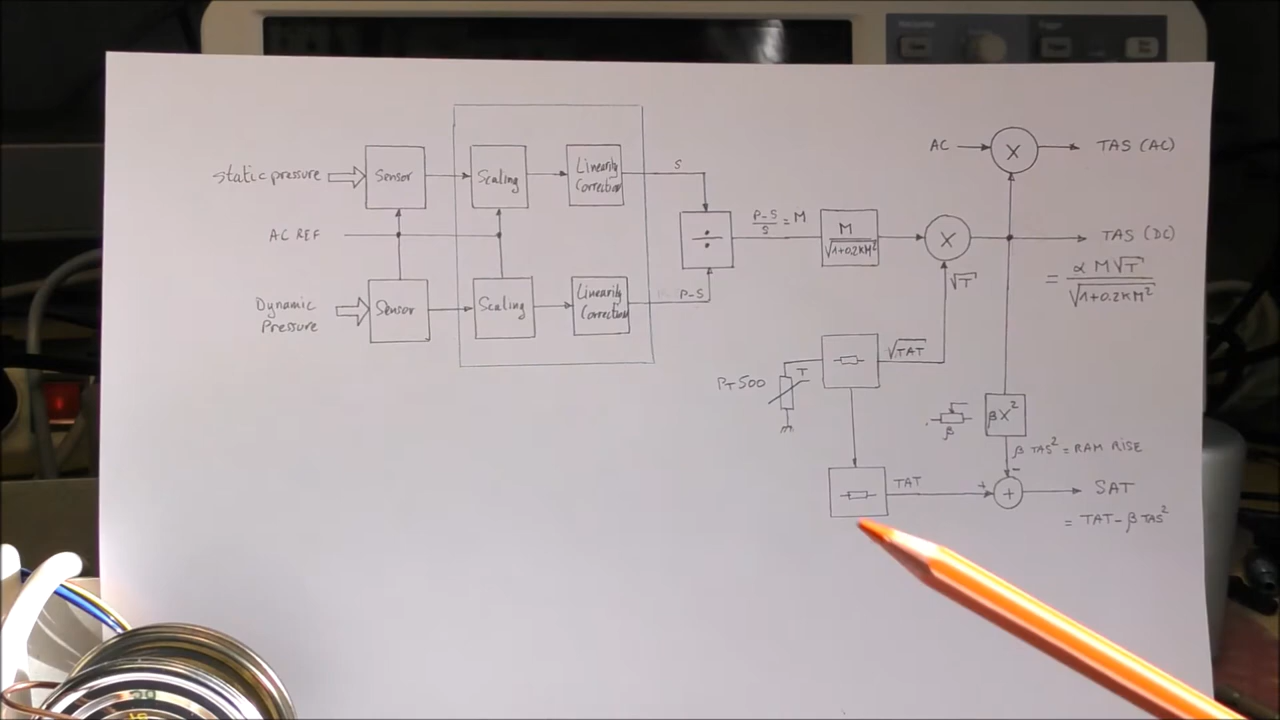 static pressure
Sensor
Scaling
Linearity
Correction
S
AC REF
Dynamic
Pressure
Sensor
Scaling
Linearity
Correction
P-S
÷
P-S/S = M
M/√1+0.2KM²
X
√T
AC
X
TAS (AC)
TAS (DC)
= α M√T/√1+0.2KM²
PT500
T
√TAT
β
βX²
β TAS² = RAM RISE
TAT
+
-
+
SAT
= TAT - β TAS²